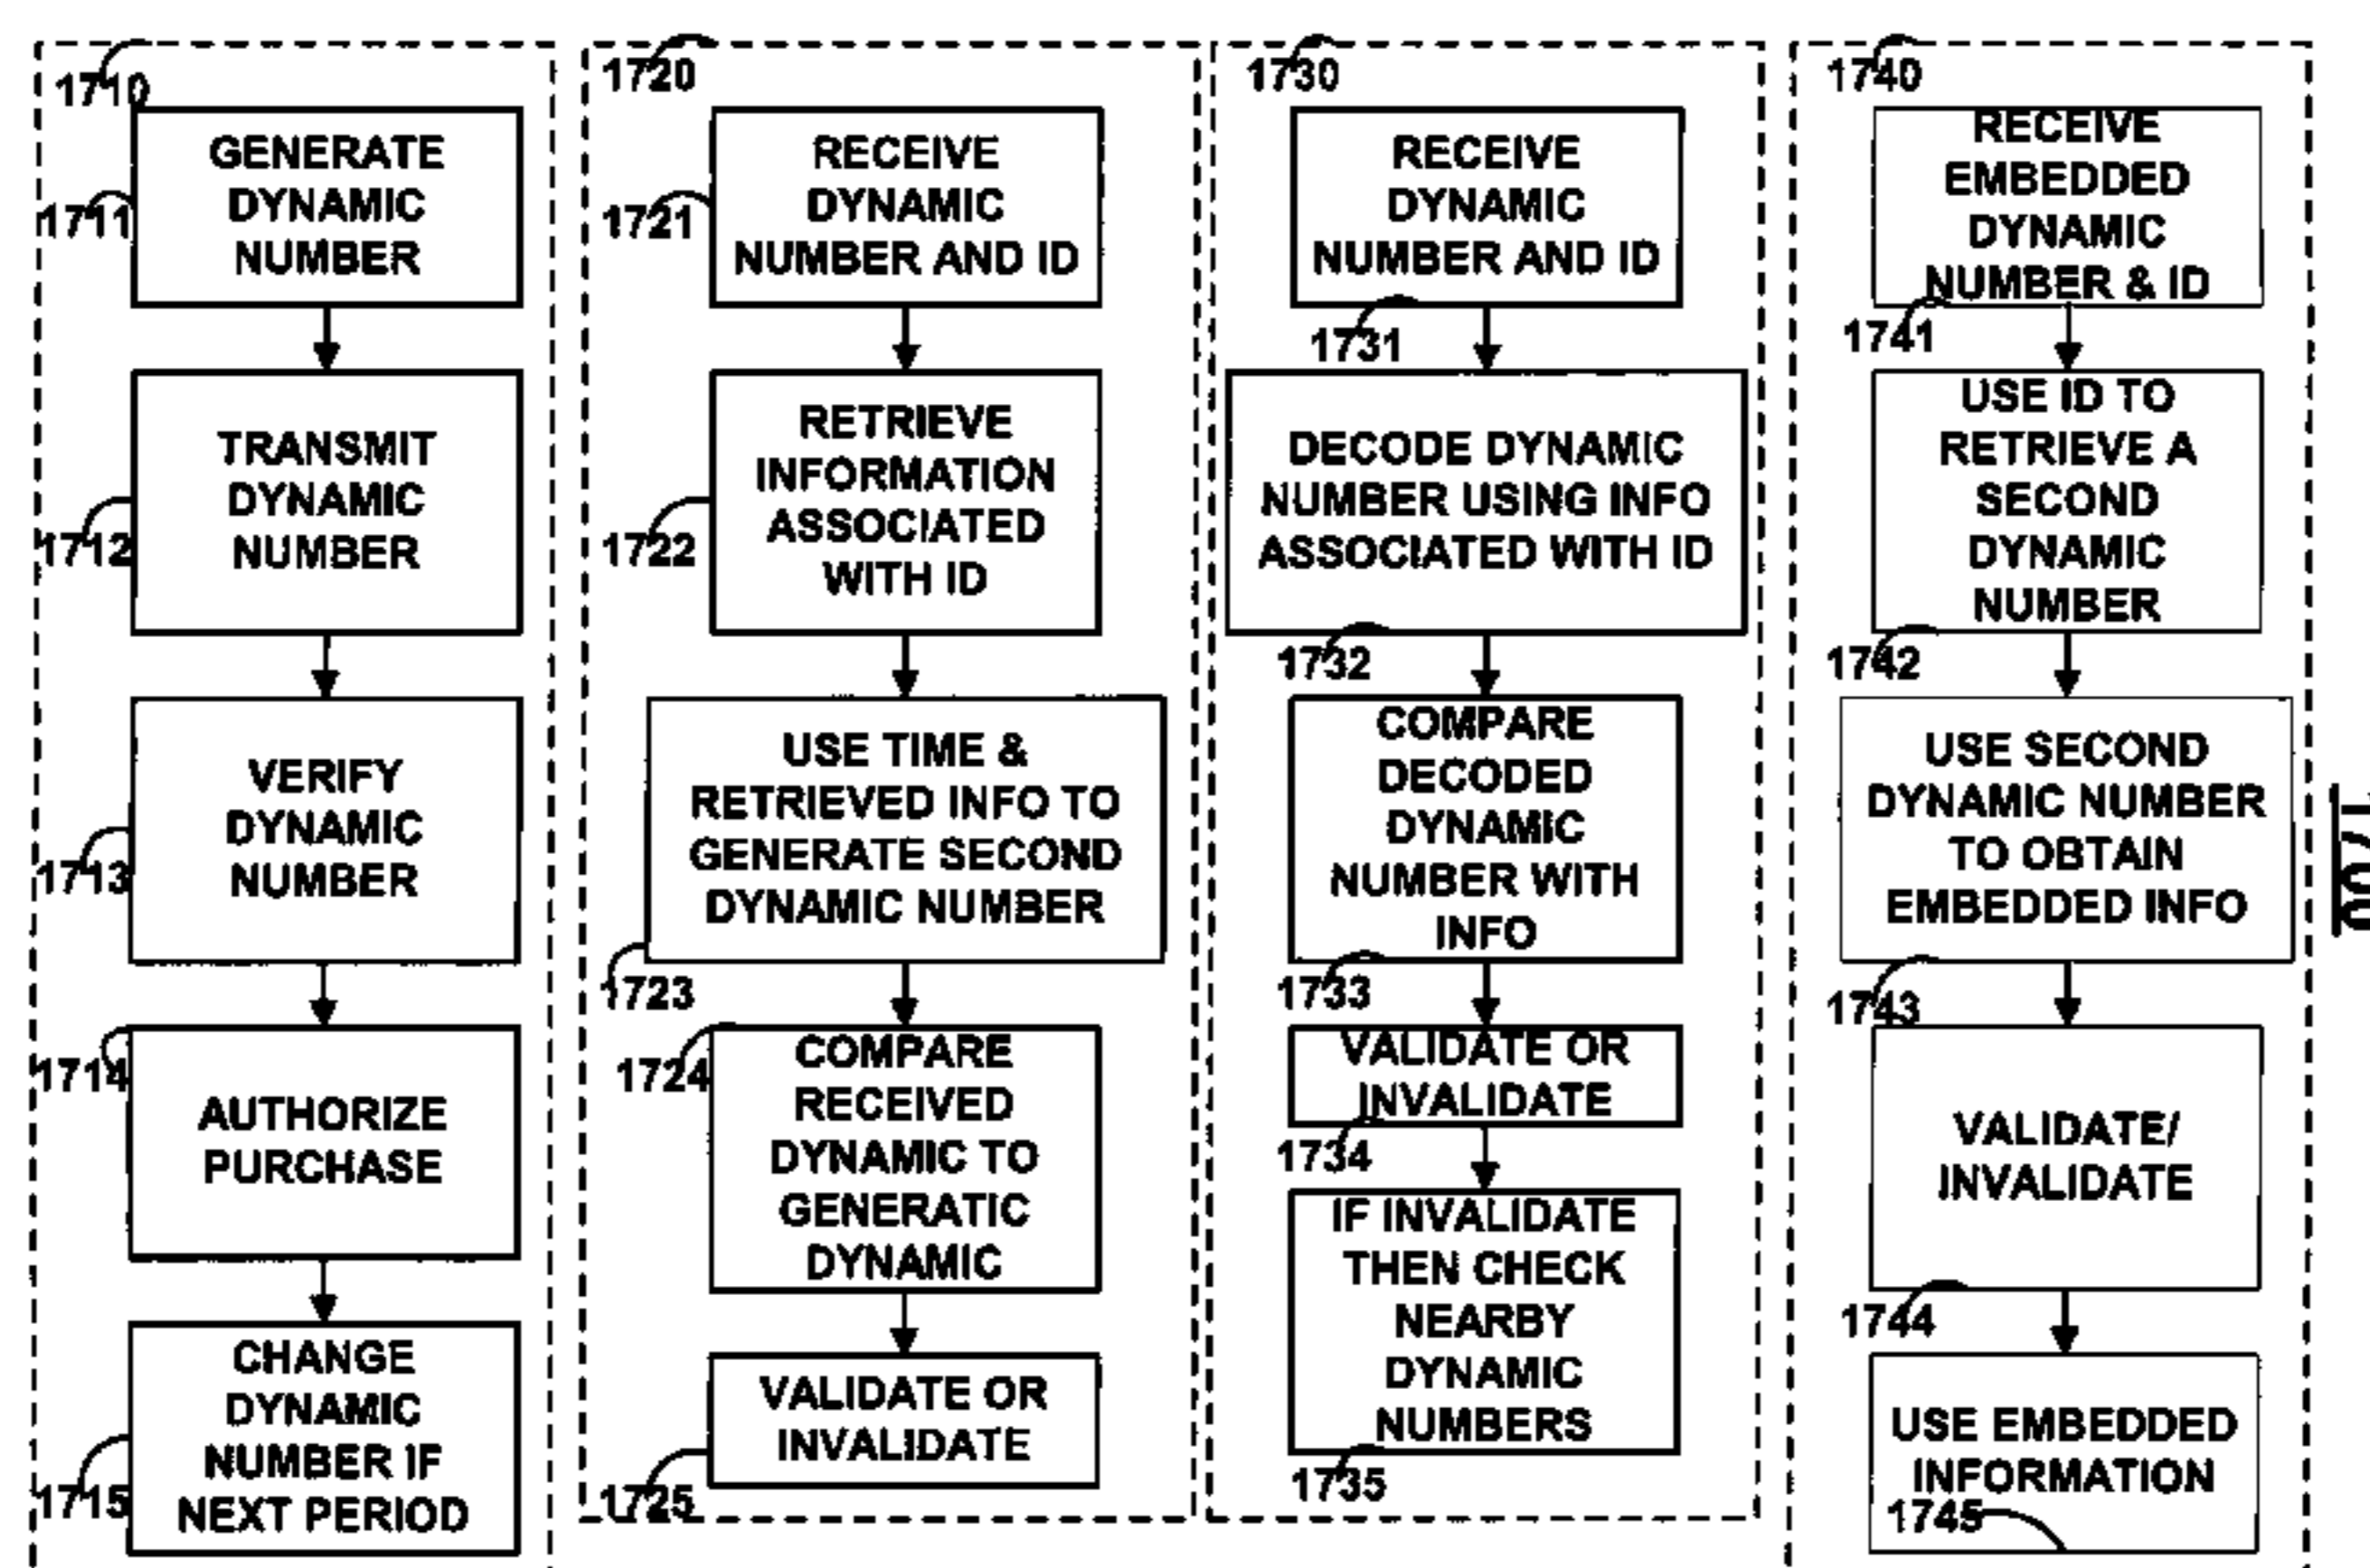 1710
GENERATE
DYNAMIC
NUMBER
1711
TRANSMIT
DYNAMIC
NUMBER
1712
VERIFY
DYNAMIC
NUMBER
1713
1714
AUTHORIZE
PURCHASE
CHANGE
DYNAMIC
NUMBER IF
NEXT PERIOD
1715
1720
RECEIVE
DYNAMIC
NUMBER AND ID
1721
RETRIEVE
INFORMATION
ASSOCIATED
WITH ID
1722
USE TIME &
RETRIEVED INFO TO
GENERATE SECOND
DYNAMIC NUMBER
1723
1724
COMPARE
RECEIVED
DYNAMIC TO
GENERATIC
DYNAMIC
VALIDATE OR
INVALIDATE
1725
1730
RECEIVE
DYNAMIC
NUMBER AND ID
1731
DECODE DYNAMIC
NUMBER USING INFO
ASSOCIATED WITH ID
1732
COMPARE
DECODED
DYNAMIC
NUMBER WITH
INFO
1733
VALIDATE OR
INVALIDATE
1734
IF INVALIDATE
THEN CHECK
NEARBY
DYNAMIC
NUMBERS
1735
1740
RECEIVE
EMBEDDED
DYNAMIC
NUMBER & ID
1741
USE ID TO
RETRIEVE A
SECOND
DYNAMIC
NUMBER
1742
USE SECOND
DYNAMIC NUMBER
TO OBTAIN
EMBEDDED INFO
1743
VALIDATE/
INVALIDATE
1744
USE EMBEDDED
INFORMATION
1745
1700